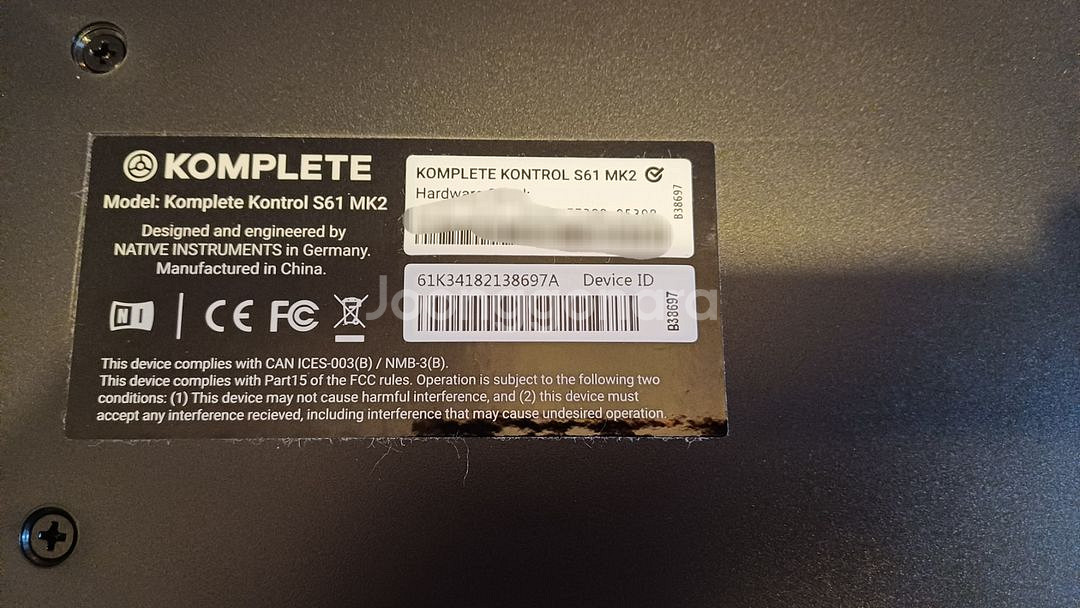 KOMPLETE
Model: Komplete Kontrol S61 MK2
Designed and engineered by
NATIVE INSTRUMENTS in Germany.
Manufactured in China.
NI
CE FC
KOMPLETE KONTROL S61 MK2
B38697
61K34182138697A Device ID
B38697
Joonggonara
This device complies with CAN ICES-003(B) / NMB-3(B).
This device complies with Part15 of the FCC rules. Operation is subject to the following two
conditions: (1) This device may not cause harmful interference, and (2) this device must
accept any interference recieved, including interference that may cause undesired operation.